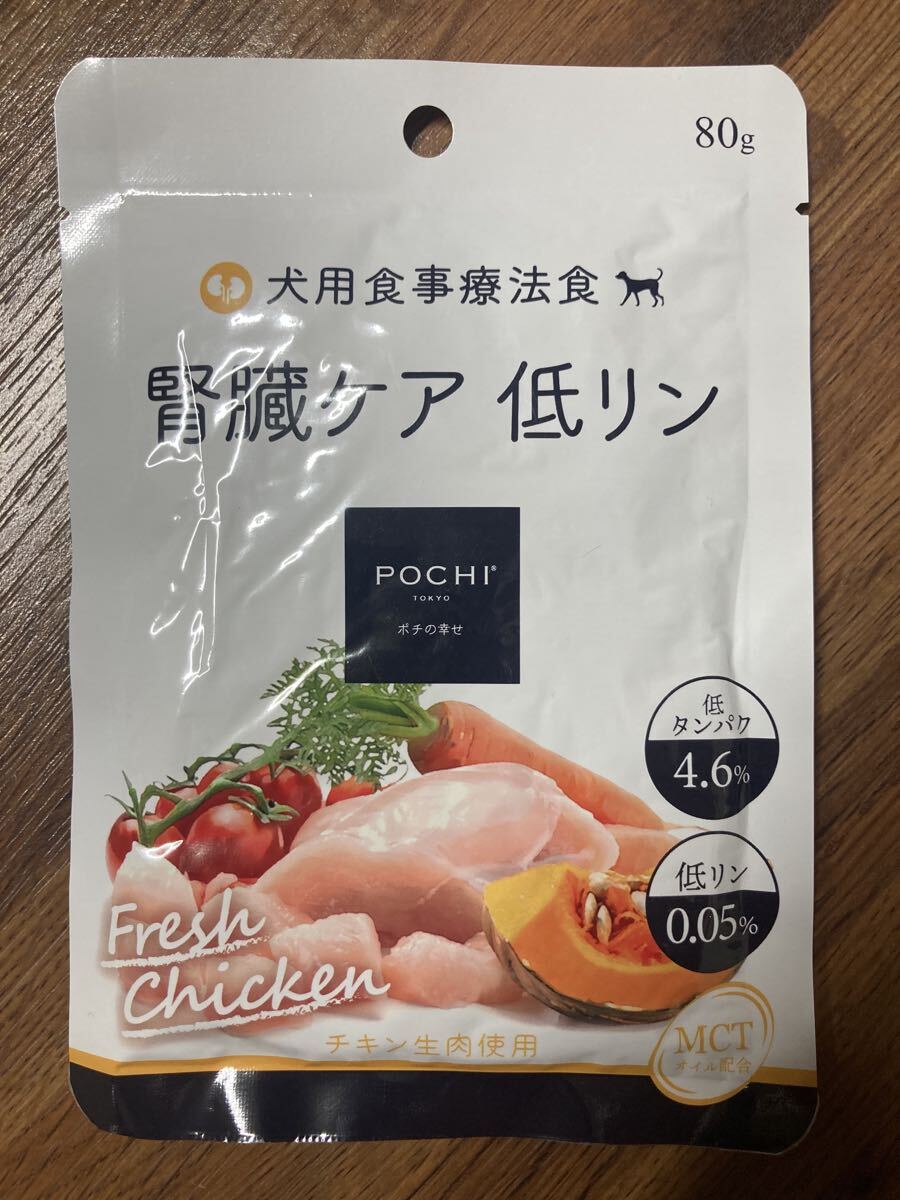 80g
犬用食事療法食
腎臓ケア 低リン
POCHI®
TOKYO
ポチの幸せ
低
タンパク
4.6%
低リン
0.05%
Fresh
Chicken
チキン生肉使用
MCT
オイル配合